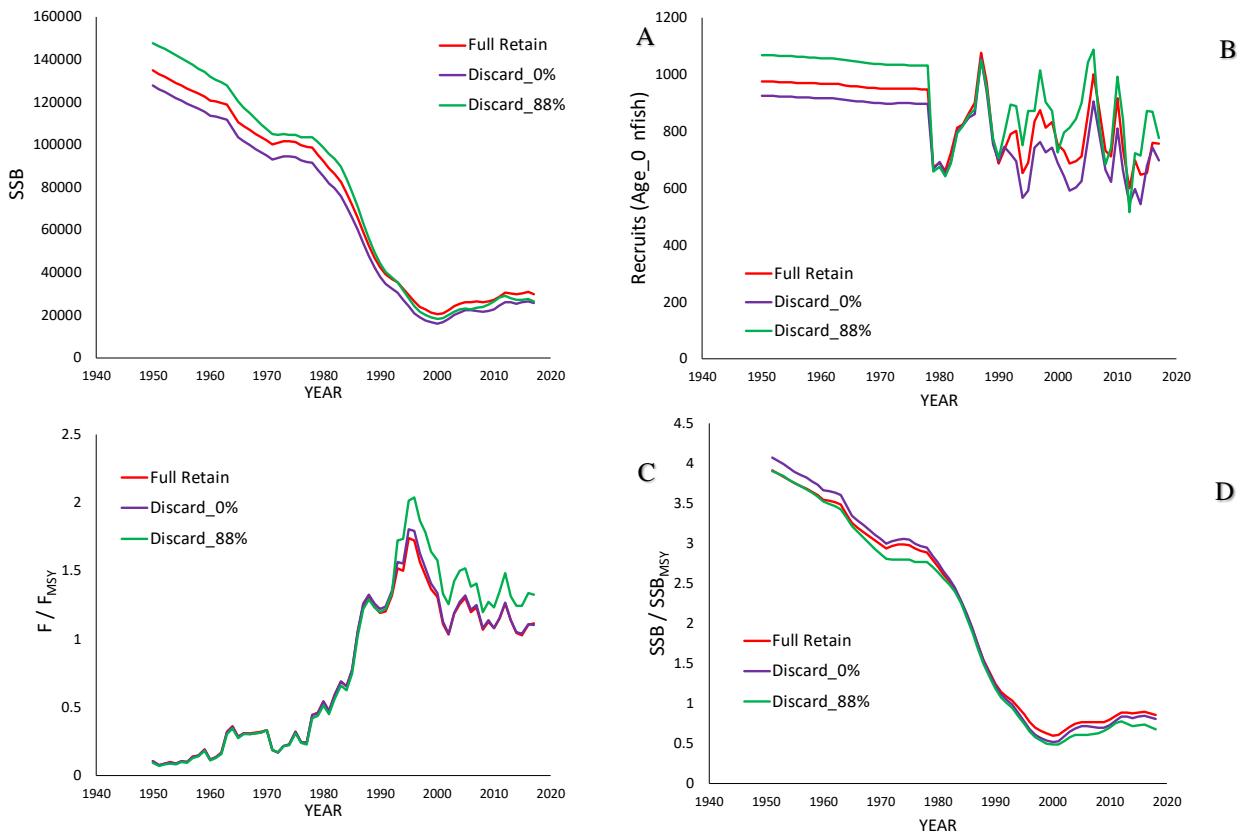 A
SSB
160000
140000
120000
100000
80000
60000
40000
20000
0
Full Retain
Discard_0%
Discard_88%
1940 1950 1960 1970 1980 1990 2000 2010 2020
YEAR
B
Recruits (Age_0 nfish)
1200
1000
800
600
400
200
0
Full Retain
Discard_0%
Discard_88%
1940 1950 1960 1970 1980 1990 2000 2010 2020
YEAR
C
F / FMSY
2.5
2
1.5
1
0.5
0
Full Retain
Discard_0%
Discard_88%
1940 1950 1960 1970 1980 1990 2000 2010 2020
YEAR
D
SSB / SSBMSY
4.5
4
3.5
3
2.5
2
1.5
1
0.5
0
Full Retain
Discard_0%
Discard_88%
1940 1950 1960 1970 1980 1990 2000 2010 2020
YEAR